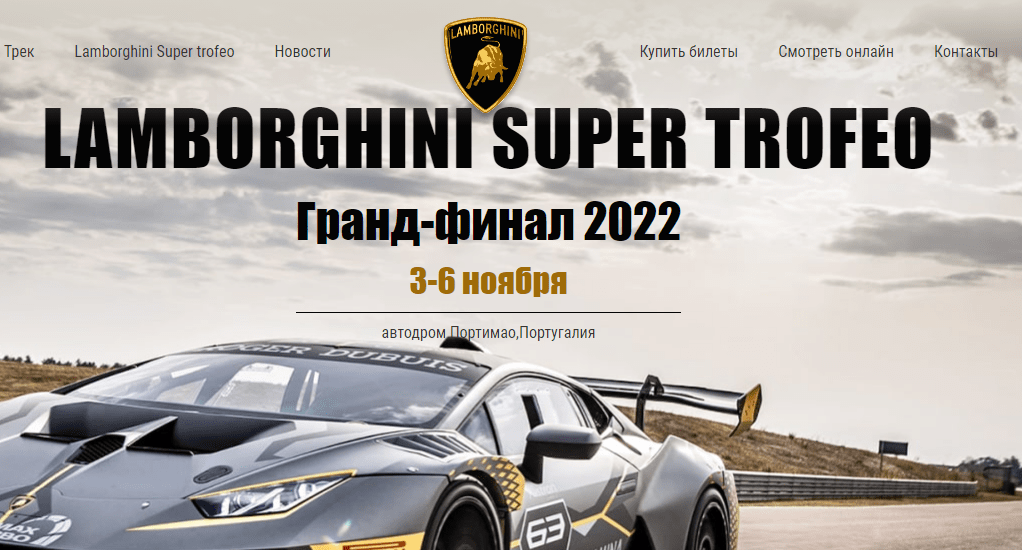 Трек Lamborghini Super trofeo Новости LAMBORGHINI Купить билеты Смотреть онлайн Контакты
LAMBORGHINI SUPER TROFEO
Гранд-финал 2022
3-6 ноября
автодром Портимао,Португалия
ROGER DUBUIS
63